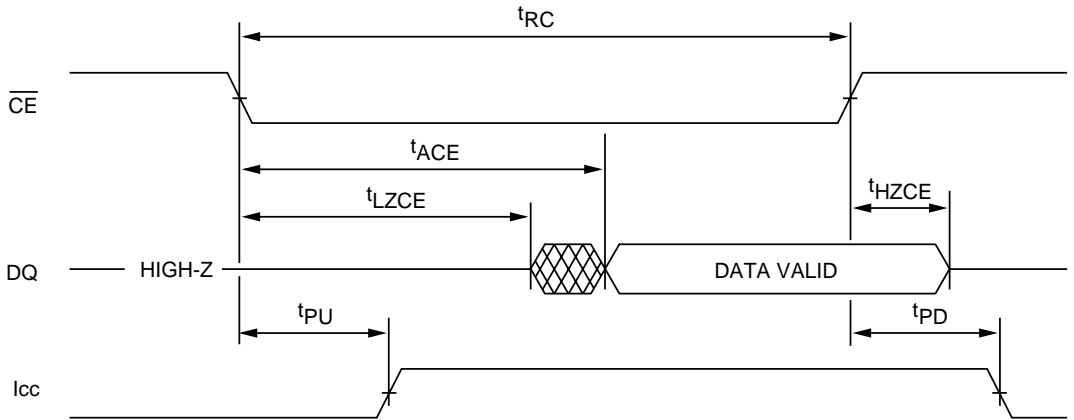 tRC
CE
tACE
tLZCE
tHZCE
DQ
HIGH-Z
DATA VALID
tPU
tPD
Icc